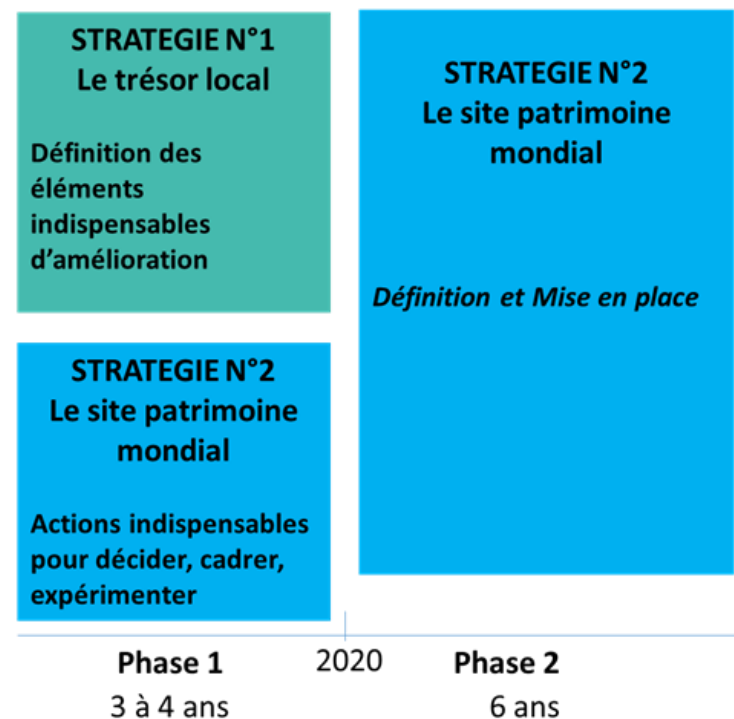 STRATEGIE N°1
Le trésor local
Définition des
éléments
indispensables
d’amélioration
STRATEGIE N°2
Le site patrimoine
mondial
Actions indispensables
pour décider, cadrer,
expérimenter
STRATEGIE N°2
Le site patrimoine
mondial
Définition et Mise en place
Phase 1
3 à 4 ans
2020
Phase 2
6 ans